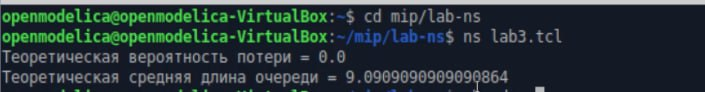 openmodelica@openmodelica-VirtualBox:~$ cd mip/lab-ns
openmodelica@openmodelica-VirtualBox:~/mip/lab-ns$ ns lab3.tcl
Теоретическая вероятность потери = 0.0
Теоретическая средняя длина очереди = 9.0909090909090864